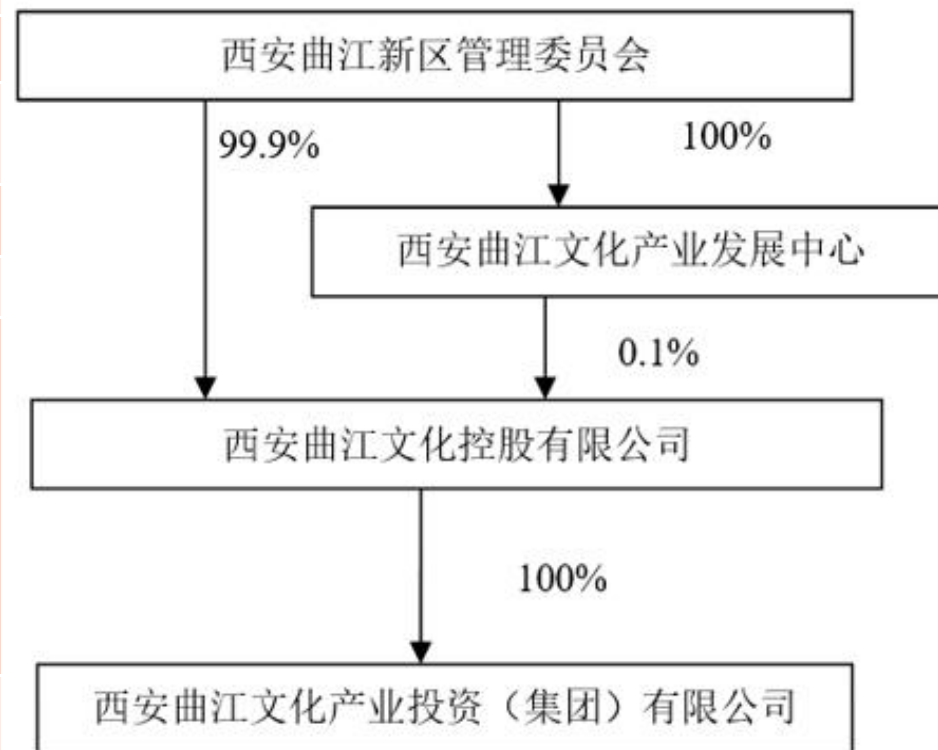 西安曲江新区管理委员会
99.9%
100%
西安曲江文化产业发展中心
0.1%
西安曲江文化控股有限公司
100%
西安曲江文化产业投资（集团）有限公司